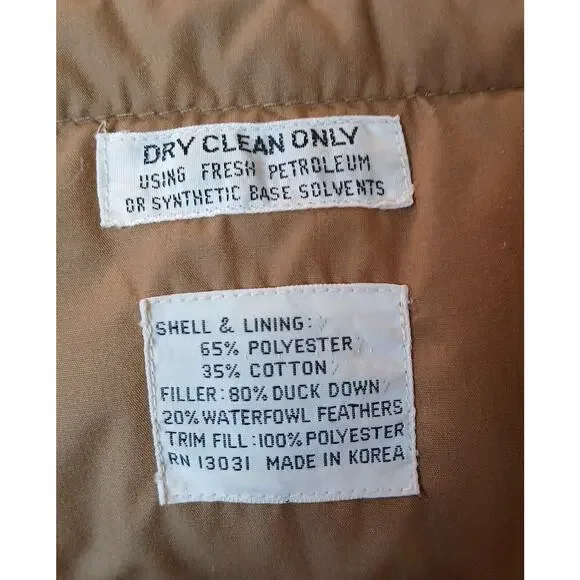 DRY CLEAN ONLY
USING FRESH PETROLEUM
OR SYNTHETIC BASE SOLVENTS
SHELL & LINING:
65% POLYESTER
35% COTTON
FILLER: 80% DUCK DOWN
20% WATERFOWL FEATHERS
TRIM FILL: 100% POLYESTER
RN 13031 MADE IN KOREA